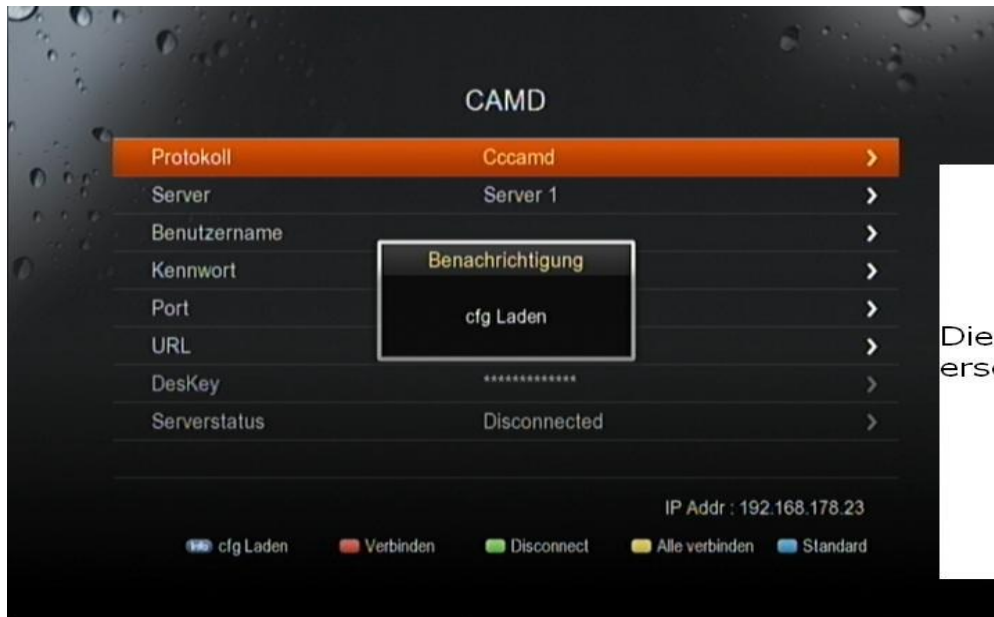 CAMD
Protokoll Cccamd
Server Server 1
Benutzername
Kennwort
Port
URL
DesKey *************
Serverstatus Disconnected
Benachrichtigung
cfg Laden
IP Addr : 192.168.178.23
Info cfg Laden Verbinden Disconnect Alle verbinden Standard
Die